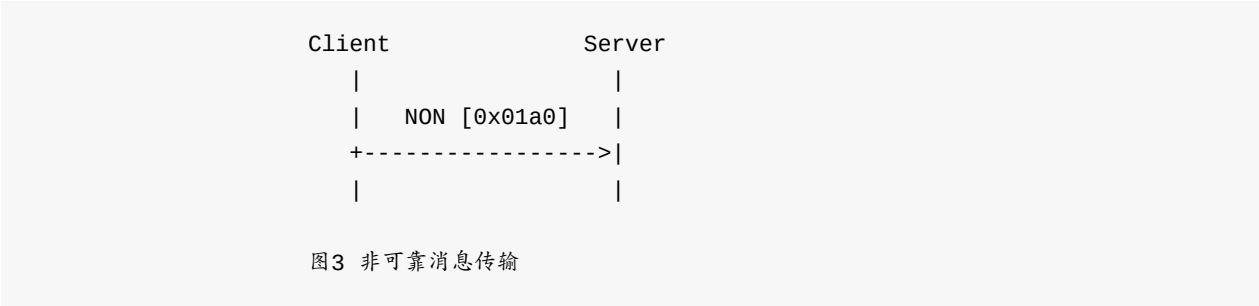 Client              Server
   |                  |
   |   NON [0x01a0]   |
   +----------------->|
   |                  |
图3 非可靠消息传输